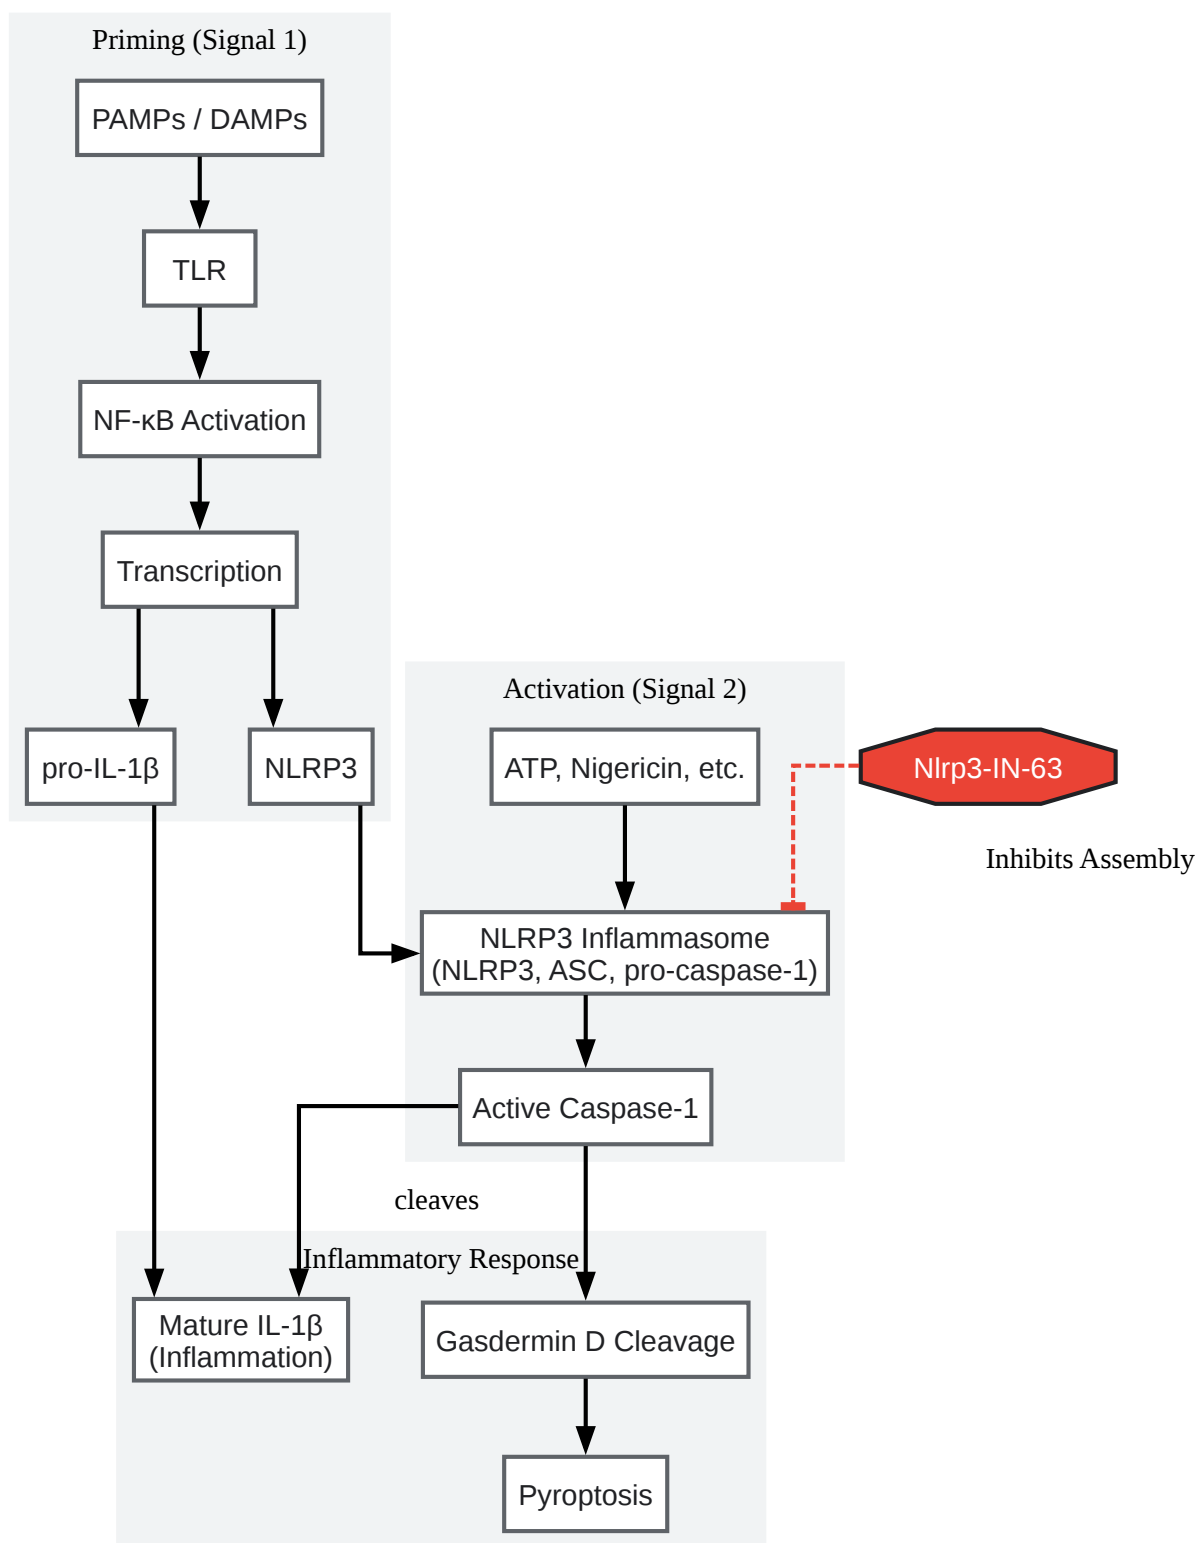 Priming (Signal 1)
PAMPs / DAMPs
TLR
NF-κB Activation
Transcription
pro-IL-1β
NLRP3
Activation (Signal 2)
ATP, Nigericin, etc.
Nlrp3-IN-63
Inhibits Assembly
NLRP3 Inflammasome
(NLRP3, ASC, pro-caspase-1)
Active Caspase-1
cleaves
Inflammatory Response
Mature IL-1β
(Inflammation)
Gasdermin D Cleavage
Pyroptosis